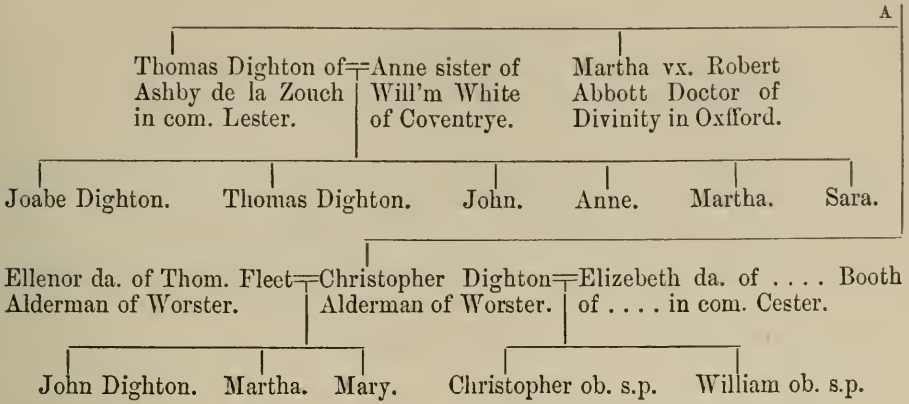 A
Thomas Dighton of
Ashby de la Zouch
in com. Lester.
Anne sister of
Will'm White
of Coventrye.
Martha vx. Robert
Abbott Doctor of
Divinity in Oxfford.
Joabe Dighton. Thomas Dighton. John. Anne. Martha. Sara.
Ellenor da. of Thom. Fleet
Alderman of Worster.
Christopher Dighton
Alderman of Worster.
Elizebeth da. of .... Booth
of .... in com. Cester.
John Dighton. Martha. Mary. Christopher ob. s.p. William ob. s.p.